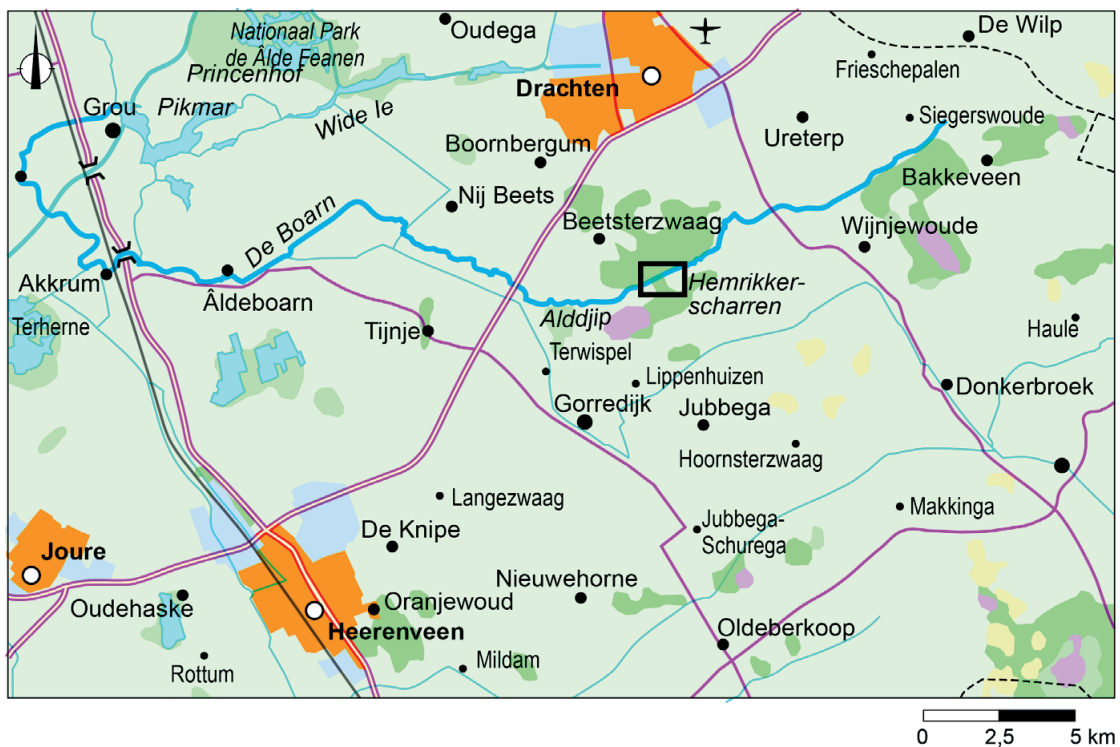 Oudega
De Wilp
Nationaal Park
de Âlde Feanen
Princenhof
Frieschepalen
Drachten
Grou
Pikmar
Wide Ie
Siegerswoude
Ureterp
Boornbergum
Bakkeveen
Nij Beets
De Boarn
Beetsterzwaag
Wijnjewoude
Akkrum
Hemrikker-
scharren
Âldeboarn
Alddjip
Terherne
Tijnje
Haule
Terwispel
Lippenhuizen
Donkerbroek
Gorredijk
Jubbega
Hoornsterzwaag
Langezwaag
Makkinga
De Knipe
Jubbega-
Schurega
Joure
Nieuwehorne
Oudehaske
Oranjewoud
Heerenveen
Oldeberkoop
Mildam
Rottum
0 2,5 5 km